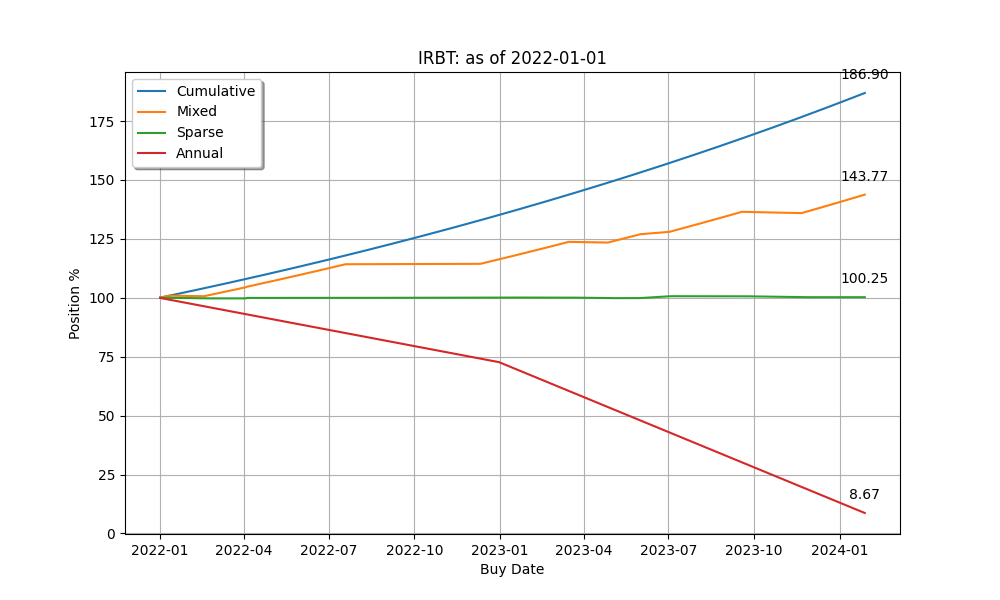 IRBT: as of 2022-01-01
186.90
Cumulative
Mixed
Sparse
Annual
175
150
125
100
75
50
25
0
143.77
100.25
8.67
Position %
2022-01 2022-04 2022-07 2022-10 2023-01 2023-04 2023-07 2023-10 2024-01
Buy Date